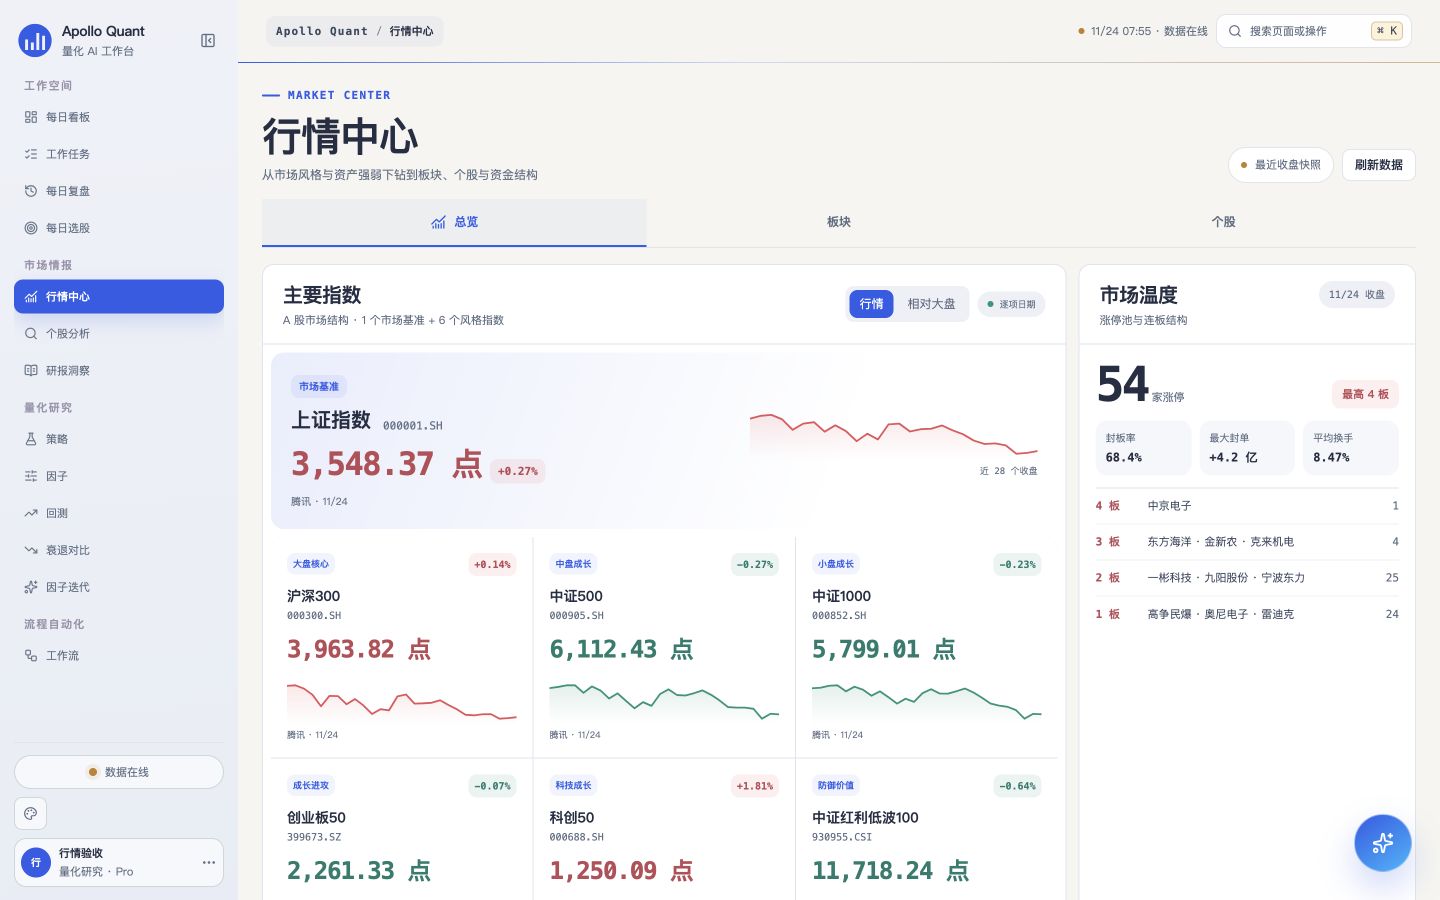 Apollo Quant
量化 AI 工作台
工作空间
每日看板
工作任务
每日复盘
每日选股
市场情报
行情中心
个股分析
研报洞察
量化研究
策略
因子
回测
衰退对比
因子迭代
流程自动化
工作流
数据在线
行
行情验收
量化研究 · Pro
Apollo Quant / 行情中心
11/24 07:55 · 数据在线
搜索页面或操作
⌘ K
MARKET CENTER
行情中心
从市场风格与资产强弱下钻到板块、个股与资金结构
最近收盘快照
刷新数据
总览
板块
个股
主要指数
A 股市场结构 · 1 个市场基准 + 6 个风格指数
行情
相对大盘
逐项日期
市场基准
上证指数 000001.SH
3,548.37 点 +0.27%
腾讯 · 11/24
近 28 个收盘
大盘核心 +0.14%
沪深300
000300.SH
3,963.82 点
腾讯 · 11/24
中盘成长 -0.27%
中证500
000905.SH
6,112.43 点
腾讯 · 11/24
小盘成长 -0.23%
中证1000
000852.SH
5,799.01 点
腾讯 · 11/24
成长进攻 -0.07%
创业板50
399673.SZ
2,261.33 点
科技成长 +1.81%
科创50
000688.SH
1,250.09 点
防御价值 -0.64%
中证红利低波100
930955.CSI
11,718.24 点
市场温度
11/24 收盘
涨停池与连板结构
54 家涨停
最高 4 板
封板率
68.4%
最大封单
+4.2 亿
平均换手
8.47%
4 板 中京电子 1
3 板 东方海洋 · 金新农 · 克来机电 4
2 板 一彬科技 · 九阳股份 · 宁波东力 25
1 板 高争民爆 · 奥尼电子 · 雷迪克 24